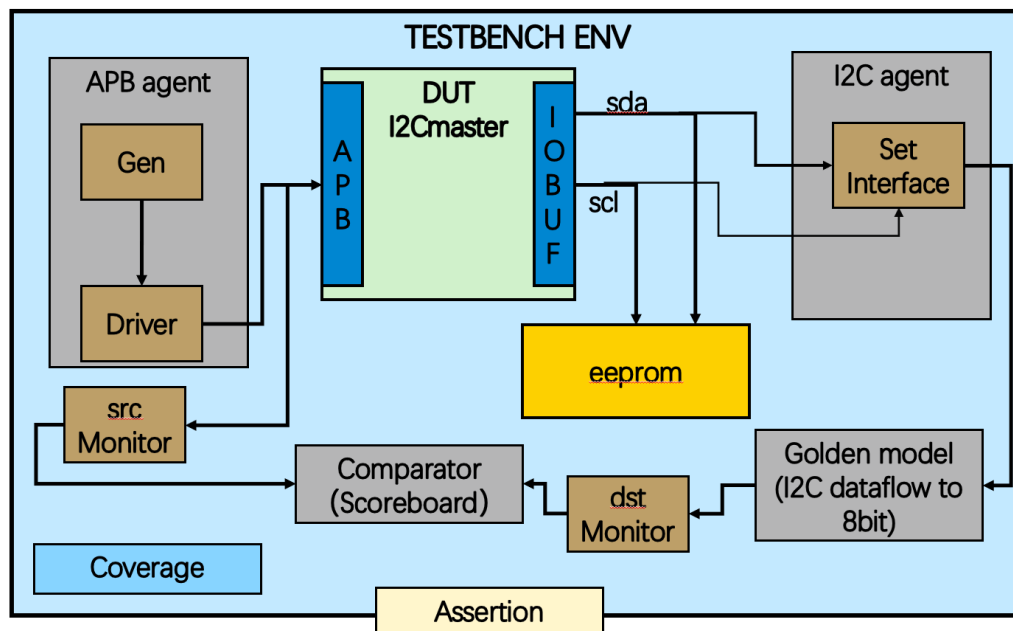 TESTBENCH ENV
APB agent
Gen
Driver
DUT
I2Cmaster
A
P
B
I
O
B
U
F
sda
scl
I2C agent
Set
Interface
eeprom
src
Monitor
Comparator
(Scoreboard)
dst
Monitor
Golden model
(I2C dataflow to
8bit)
Coverage
Assertion